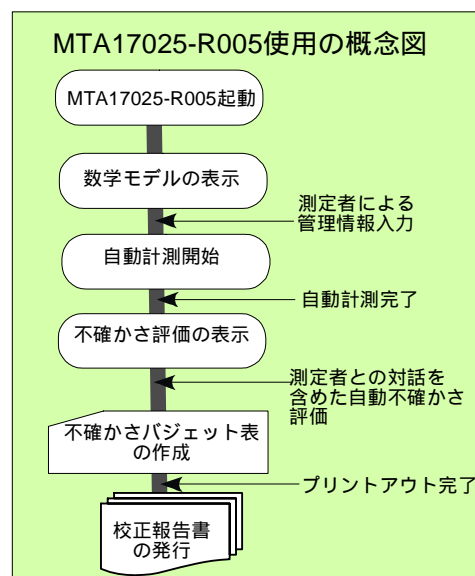 MTA17025-R005使用の概念図
MTA17025-R005起動
数学モデルの表示
測定者による
管理情報入力
自動計測開始
自動計測完了
不確かさ評価の表示
測定者との対話を
含めた自動不確かさ
評価
不確かさバジェット表
の作成
プリントアウト完了
校正報告書
の発行